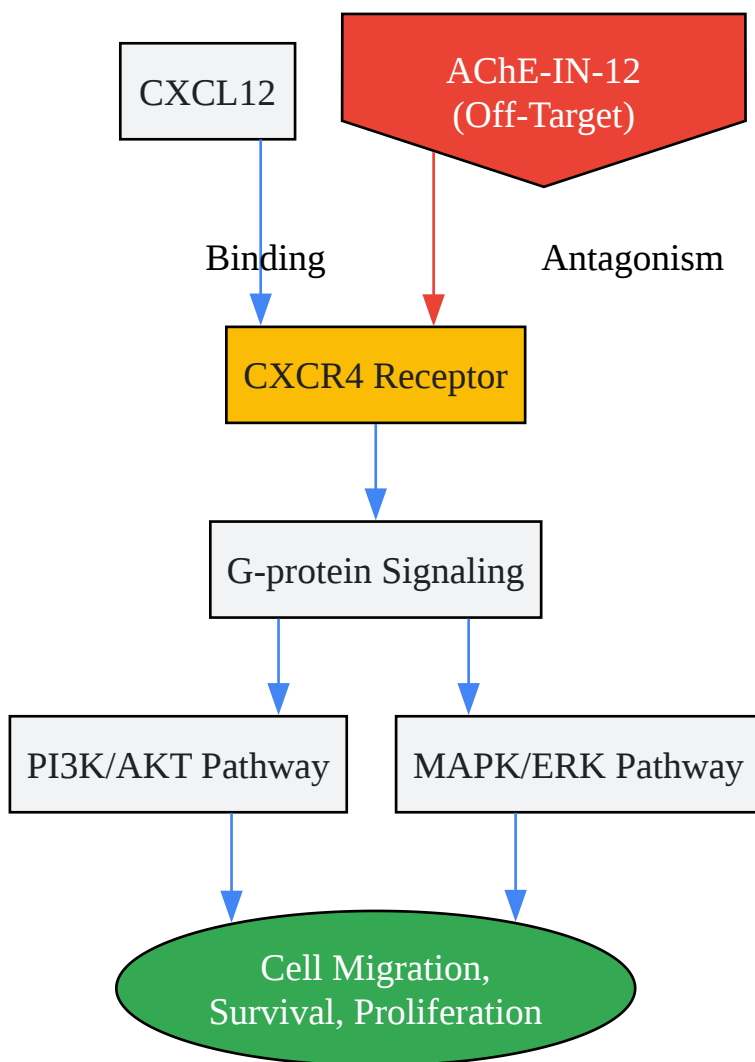 CXCL12
AChE-IN-12
(Off-Target)
Binding
Antagonism
CXCR4 Receptor
G-protein Signaling
PI3K/AKT Pathway
MAPK/ERK Pathway
Cell Migration,
Survival, Proliferation